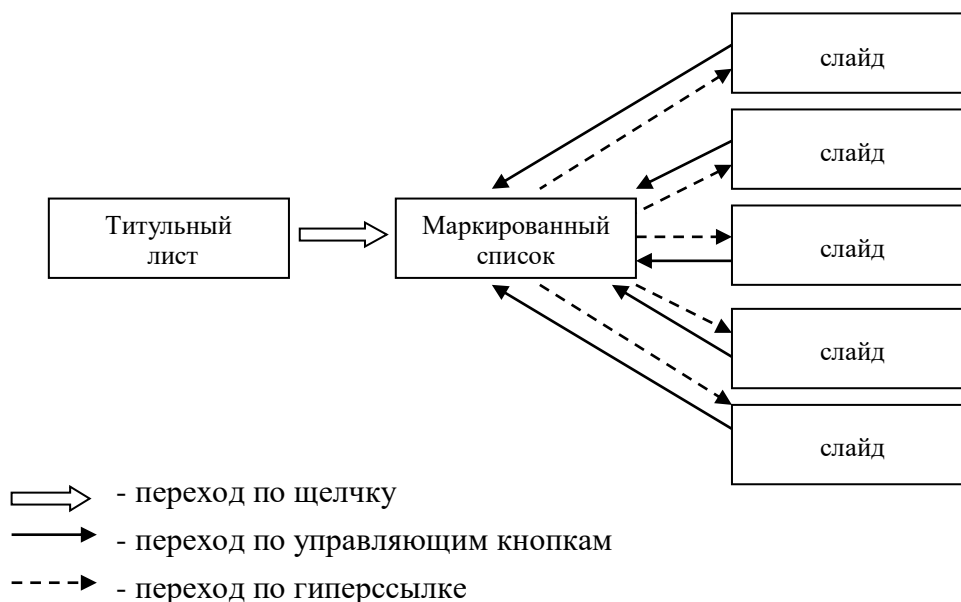 слайд
слайд
Титульный
лист
Маркированный
список
слайд
слайд
слайд
- переход по щелчку
- переход по управляющим кнопкам
- переход по гиперссылке